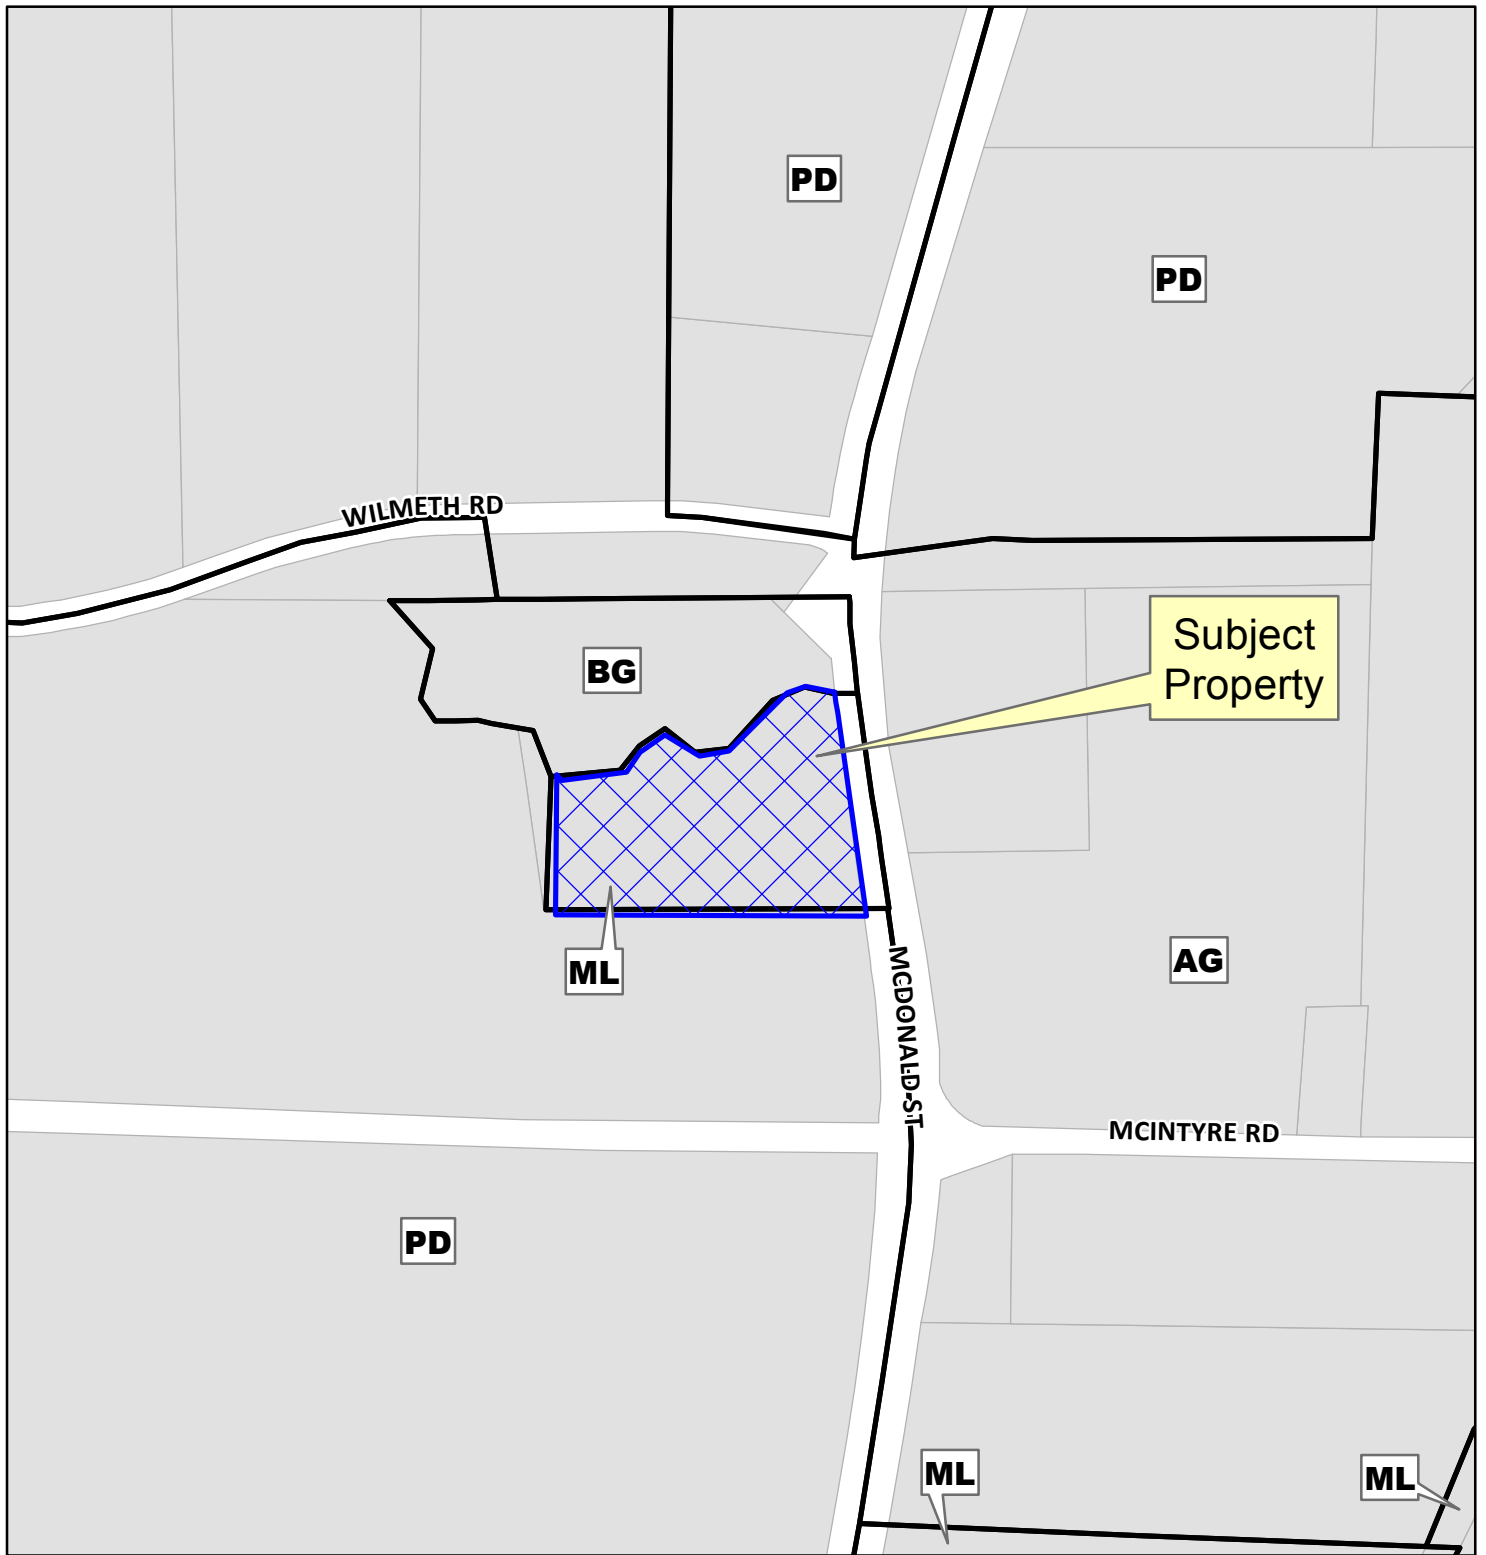 PD
PD
WILMETH RD
Subject
Property
BG
AG
ML
MCDONALD ST
MCINTYRE RD
PD
ML
ML